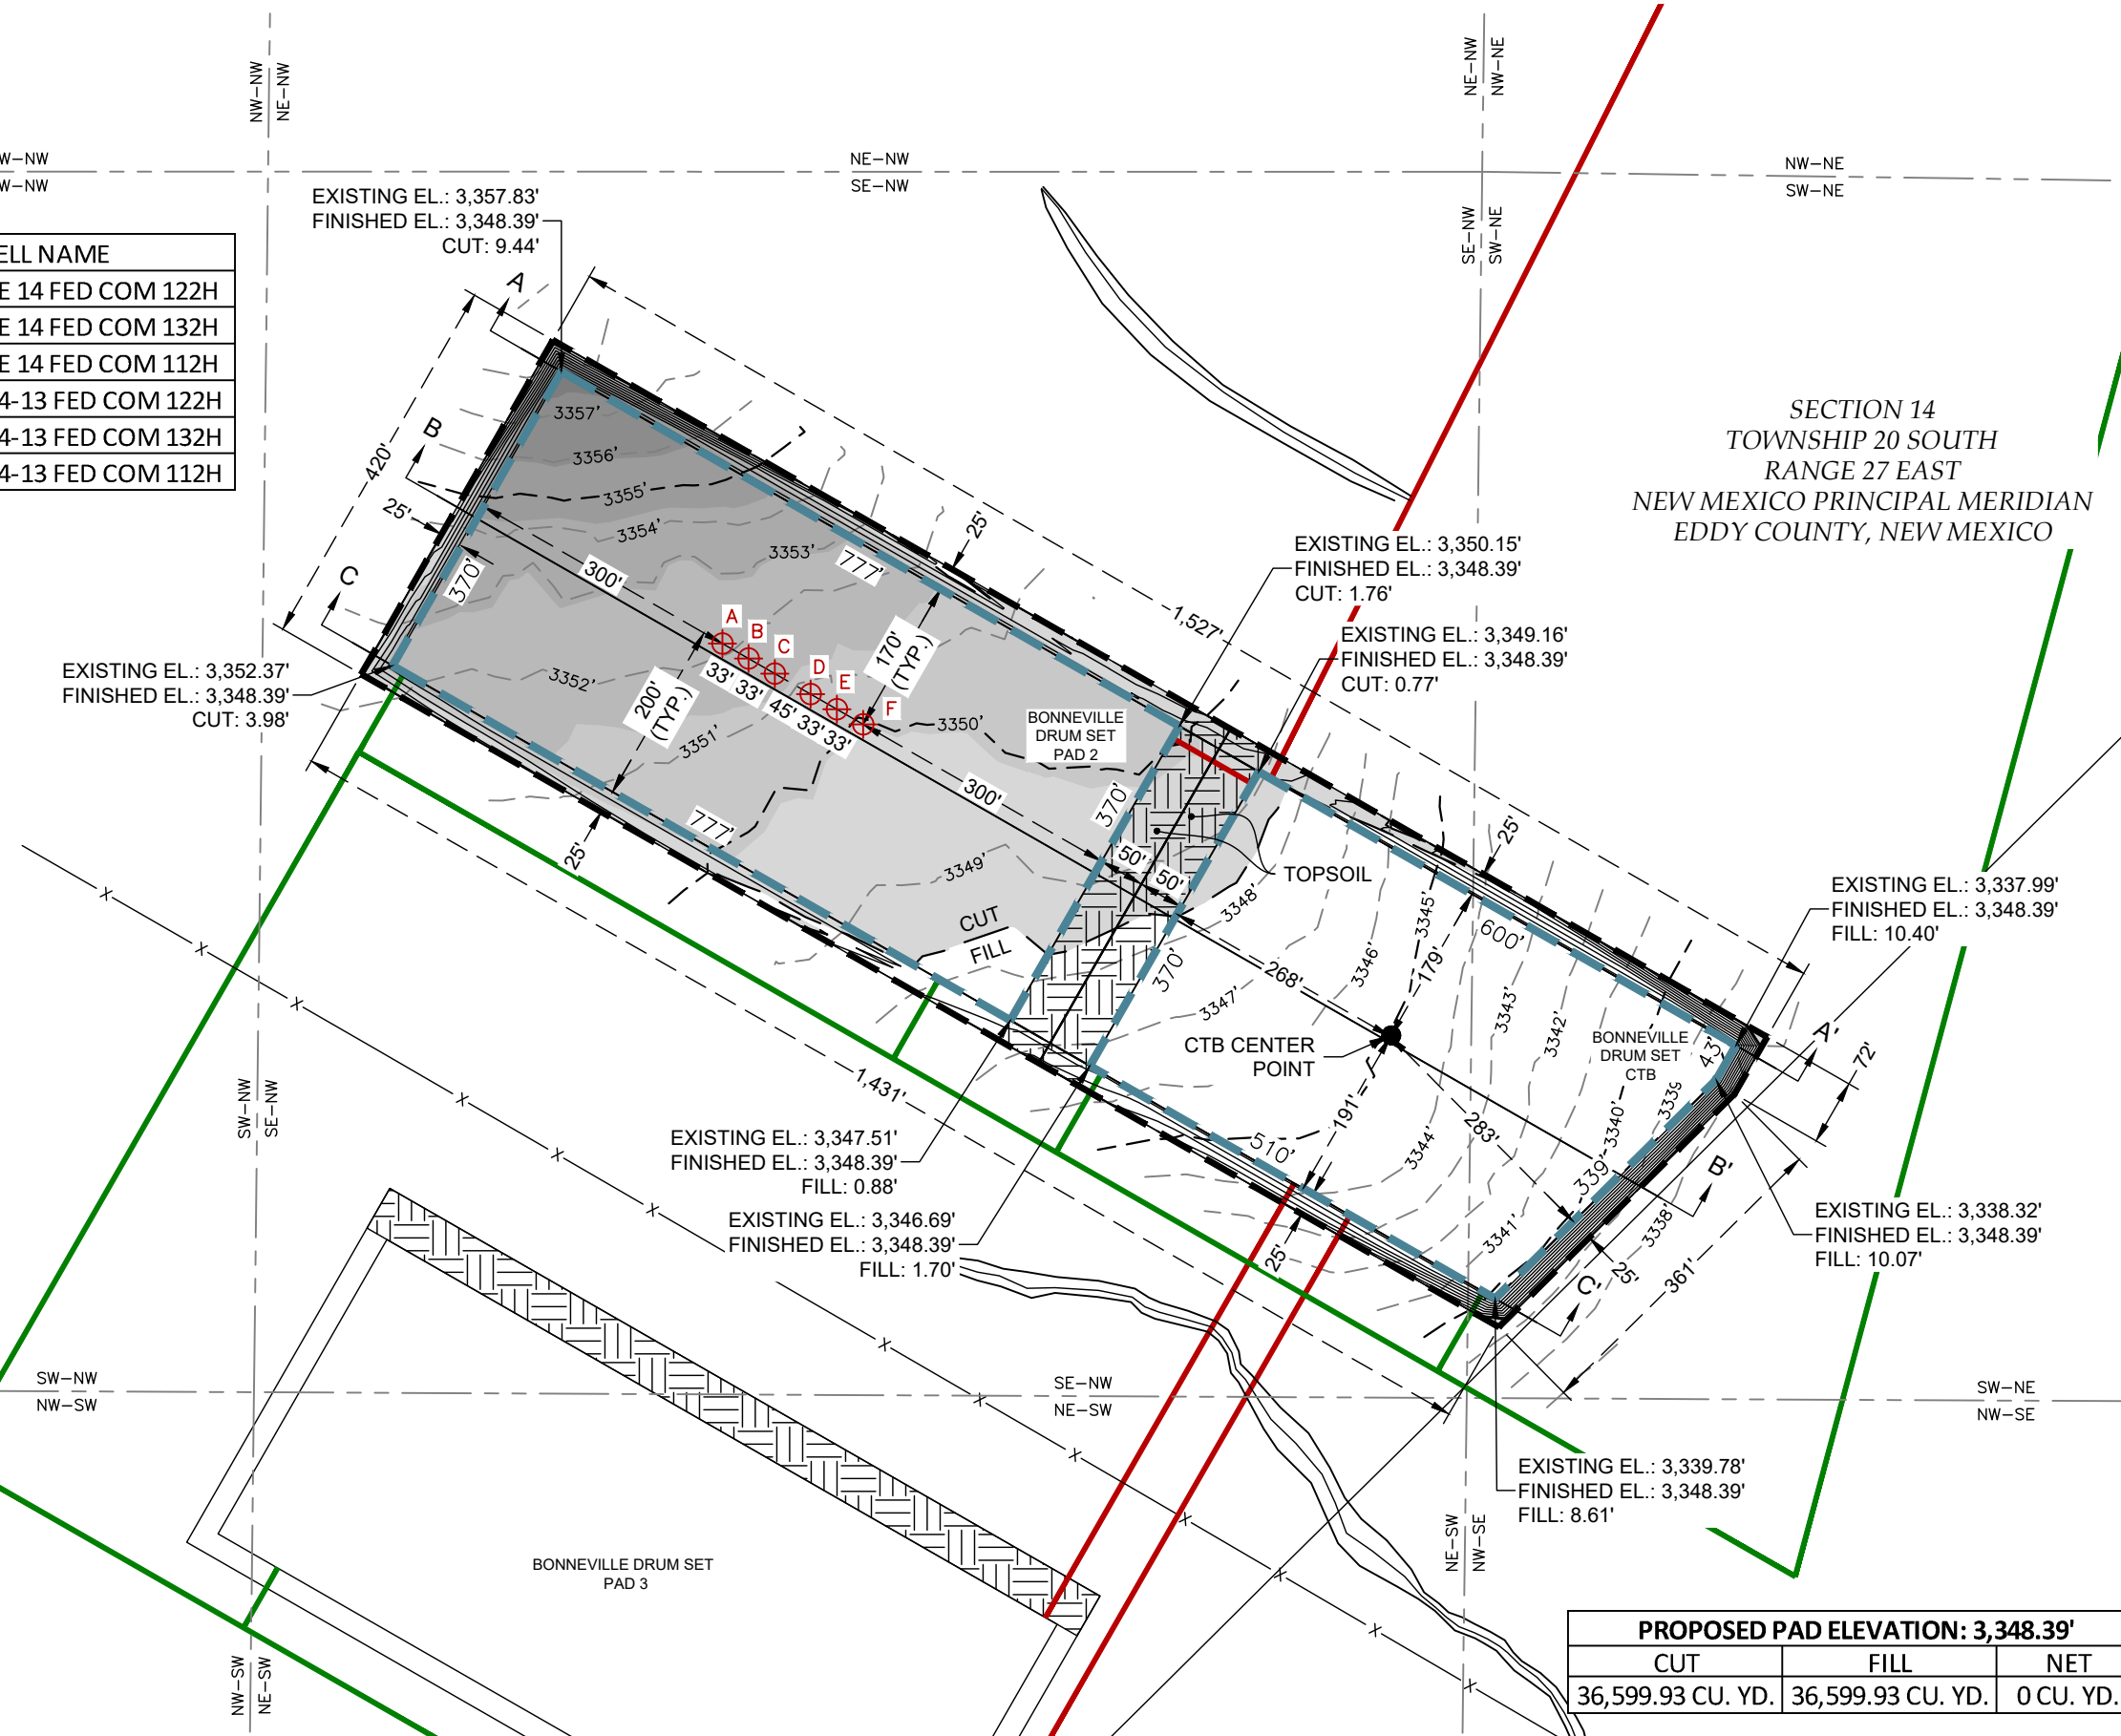 NW–NW
NE–NW
NE–NW
NW–NE
W–NW
W–NW
NE–NW
SE–NW
NW–NE
SW–NE
SE–NW
SW–NE
EXISTING EL.: 3,357.83'
FINISHED EL.: 3,348.39'
CUT: 9.44'
ELL NAME
E 14 FED COM 122H
E 14 FED COM 132H
E 14 FED COM 112H
4-13 FED COM 122H
4-13 FED COM 132H
4-13 FED COM 112H
SECTION 14
TOWNSHIP 20 SOUTH
RANGE 27 EAST
NEW MEXICO PRINCIPAL MERIDIAN
EDDY COUNTY, NEW MEXICO
A
B
C
420'
25'
370'
3357'
3356'
3355'
3354'
3353'
3352'
3351'
3350'
3349'
300'
777'
25'
1,527'
A
B
C
D
E
F
33' 33'
45' 33' 33'
170'
(TYP.)
200'
(TYP.)
EXISTING EL.: 3,350.15'
FINISHED EL.: 3,348.39'
CUT: 1.76'
EXISTING EL.: 3,349.16'
FINISHED EL.: 3,348.39'
CUT: 0.77'
EXISTING EL.: 3,352.37'
FINISHED EL.: 3,348.39'
CUT: 3.98'
BONNEVILLE
DRUM SET
PAD 2
300'
370'
777'
25'
50'
50'
TOPSOIL
CUT
FILL
370'
3348'
3347'
3346'
3345'
3344'
3343'
3342'
3341'
3340'
3339
3338'
268'
179'
600'
25'
EXISTING EL.: 3,337.99'
FINISHED EL.: 3,348.39'
FILL: 10.40'
CTB CENTER
POINT
BONNEVILLE
DRUM SET
CTB
43'
A'
72'
191'
283'
339'
510'
B'
C'
25'
361'
25'
1,431'
SW–NW
SE–NW
EXISTING EL.: 3,347.51'
FINISHED EL.: 3,348.39'
FILL: 0.88'
EXISTING EL.: 3,346.69'
FINISHED EL.: 3,348.39'
FILL: 1.70'
EXISTING EL.: 3,338.32'
FINISHED EL.: 3,348.39'
FILL: 10.07'
X
X
X
X
X
X
X
X
X
X
X
X
X
SW–NW
NW–SW
SE–NW
NE–SW
SW–NE
NW–SE
EXISTING EL.: 3,339.78'
FINISHED EL.: 3,348.39'
FILL: 8.61'
NE–SW
NW–SE
BONNEVILLE DRUM SET
PAD 3
NW–SW
NE–SW
PROPOSED PAD ELEVATION: 3,348.39'
CUT FILL NET
36,599.93 CU. YD. 36,599.93 CU. YD. 0 CU. YD.